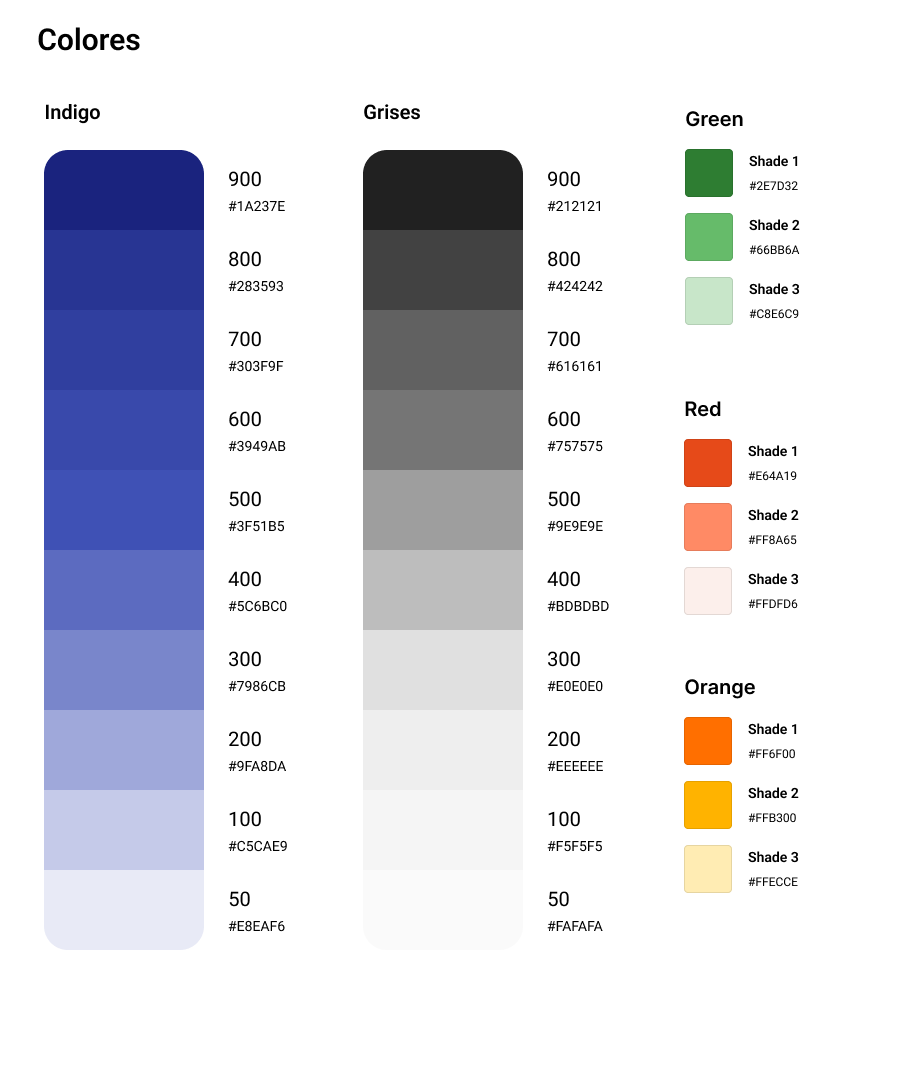 Colores
Indigo
900
#1A237E
800
#283593
700
#303F9F
600
#3949AB
500
#3F51B5
400
#5C6BC0
300
#7986CB
200
#9FA8DA
100
#C5CAE9
50
#E8EAF6
Grises
900
#212121
800
#424242
700
#616161
600
#757575
500
#9E9E9E
400
#BDBDBD
300
#E0E0E0
200
#EEEEEE
100
#F5F5F5
50
#FAFAFA
Green
Shade 1
#2E7D32
Shade 2
#66BB6A
Shade 3
#C8E6C9
Red
Shade 1
#E64A19
Shade 2
#FF8A65
Shade 3
#FFDFD6
Orange
Shade 1
#FF6F00
Shade 2
#FFB300
Shade 3
#FFECCE